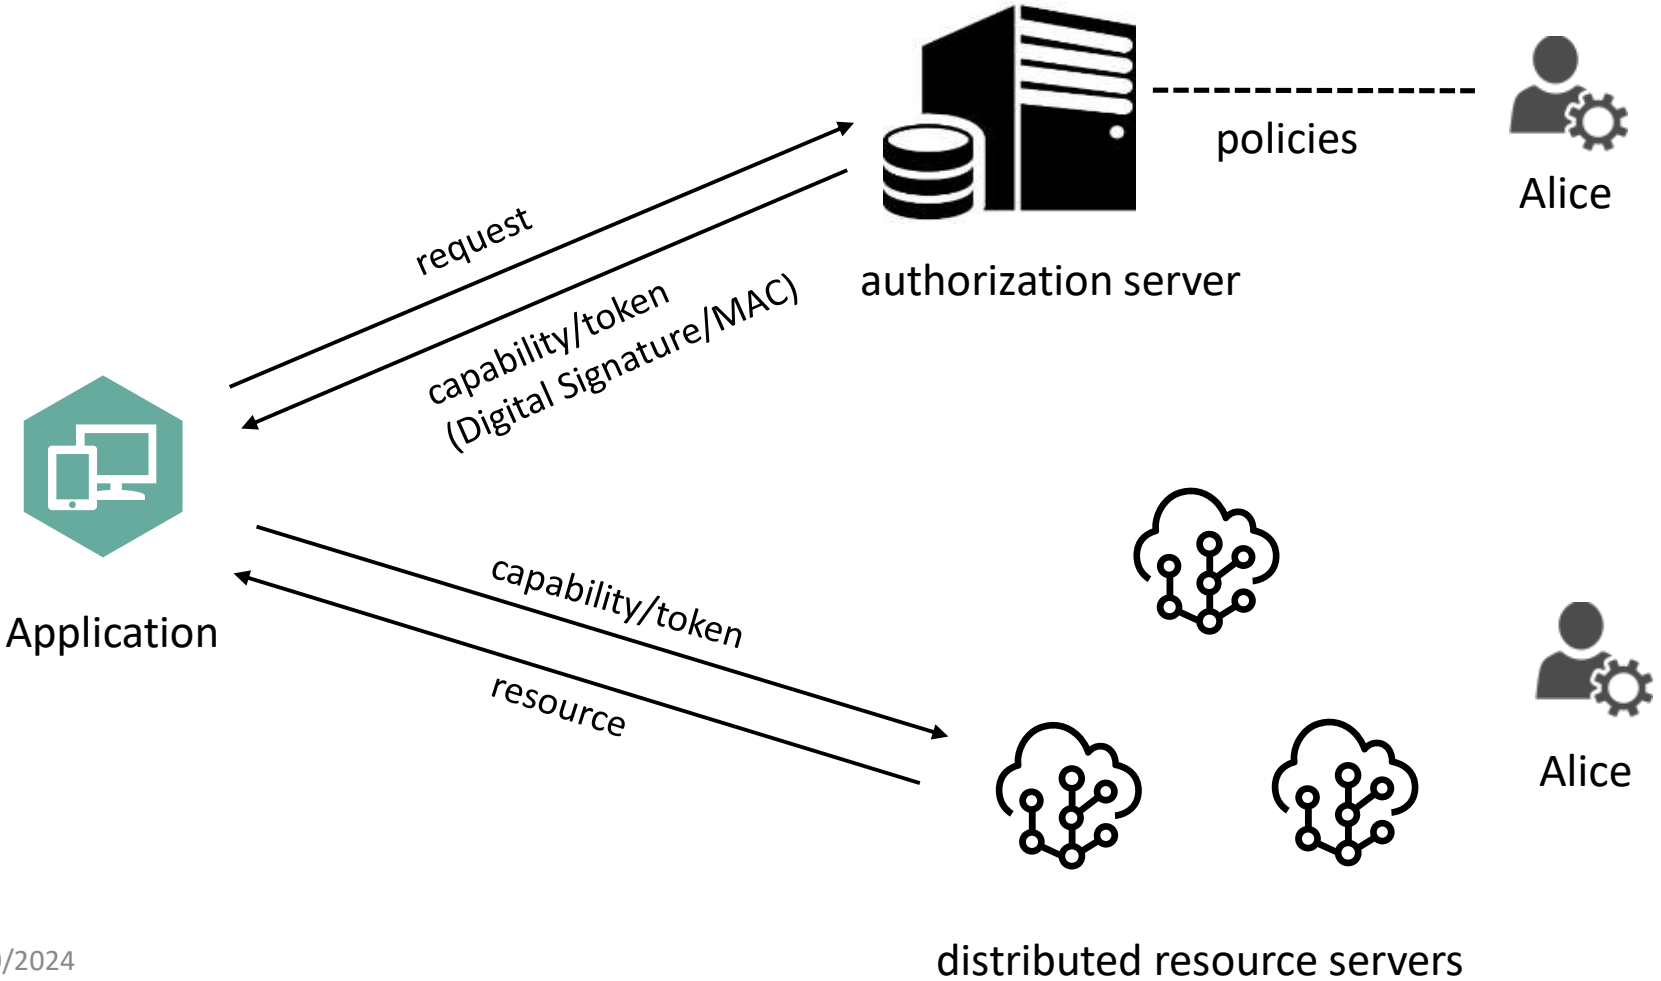 policies
Alice
request
authorization server
capability/token
(Digital Signature/MAC)
capability/token
Application
resource
Alice
distributed resource servers
/2024